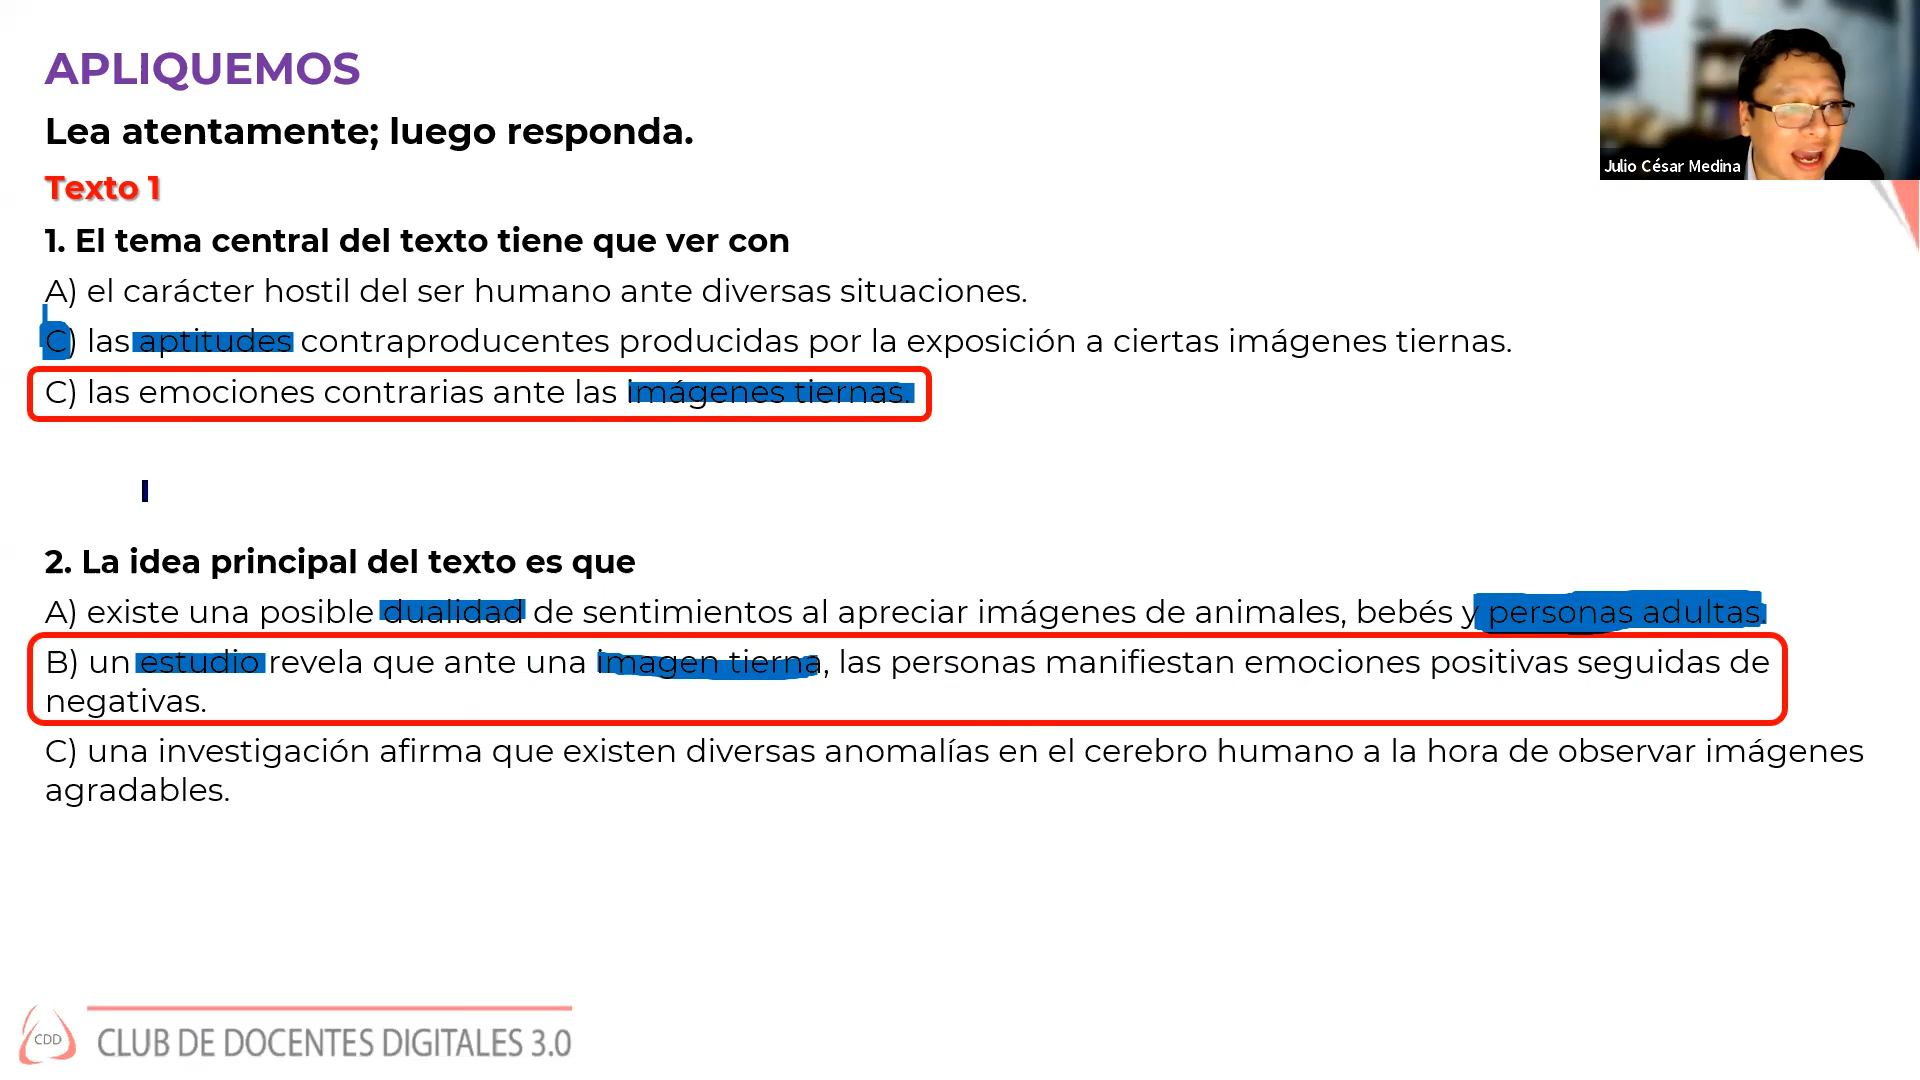 APLIQUEMOS
Lea atentamente; luego responda.
Texto 1
1. El tema central del texto tiene que ver con
A) el carácter hostil del ser humano ante diversas situaciones.
C) las aptitudes contraproducentes producidas por la exposición a ciertas imágenes tiernas.
C) las emociones contrarias ante las imágenes tiernas.
2. La idea principal del texto es que
A) existe una posible dualidad de sentimientos al apreciar imágenes de animales, bebés y personas adultas.
B) un estudio revela que ante una imagen tierna, las personas manifiestan emociones positivas seguidas de
negativas.
C) una investigación afirma que existen diversas anomalías en el cerebro humano a la hora de observar imágenes
agradables.
Julio César Medina
CDD
CLUB DE DOCENTES DIGITALES 3.0